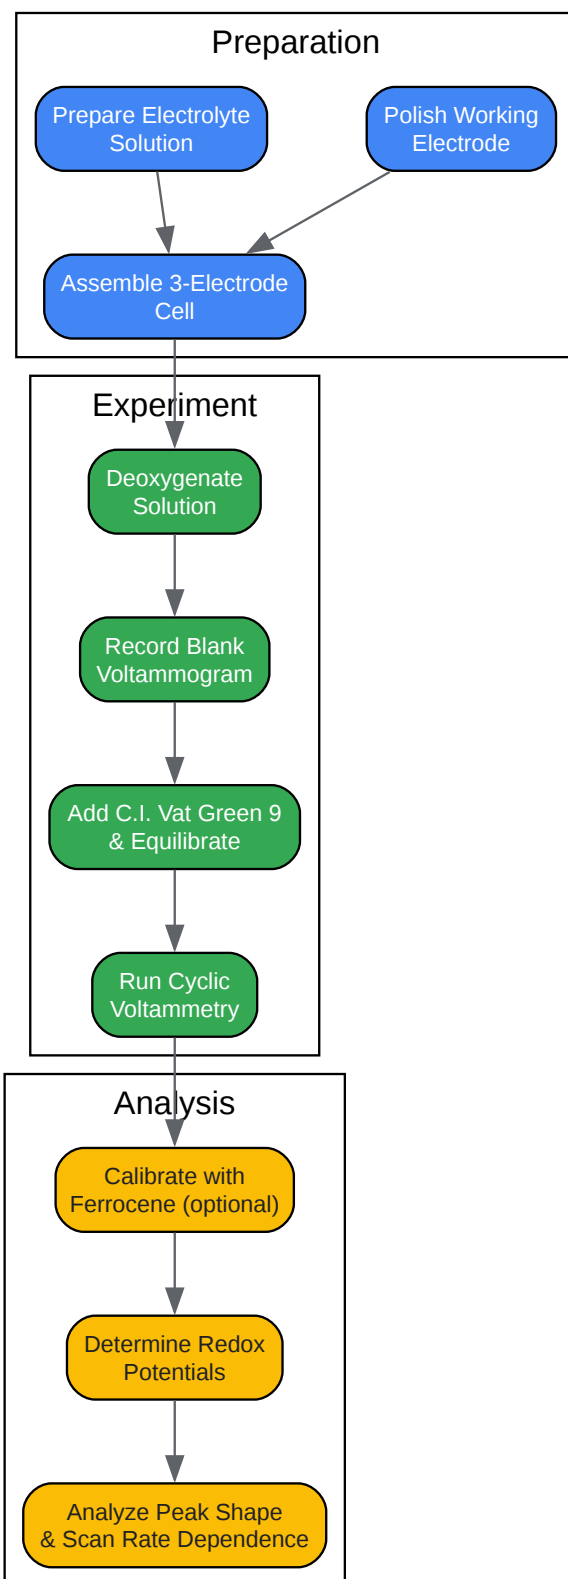 Preparation
Prepare Electrolyte
Solution
Polish Working
Electrode
Assemble 3-Electrode
Cell
Experiment
Deoxygenate
Solution
Record Blank
Voltammogram
Add C.I. Vat Green 9
& Equilibrate
Run Cyclic
Voltammetry
Analysis
Calibrate with
Ferrocene (optional)
Determine Redox
Potentials
Analyze Peak Shape
& Scan Rate Dependence